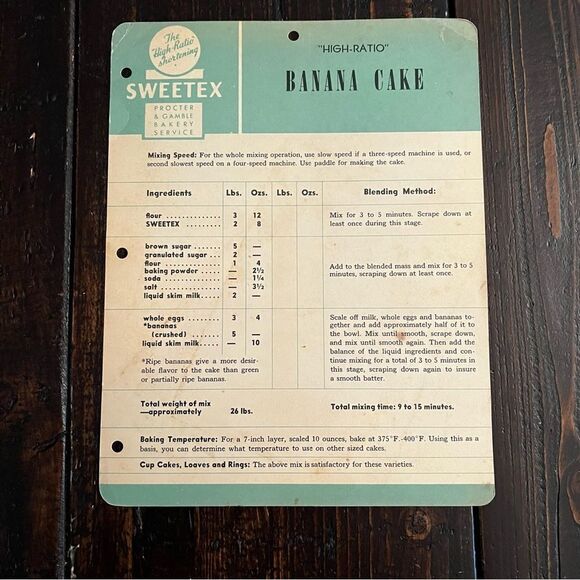 The
"High-Ratio"
shortening
SWEETEX
PROCTER
& GAMBLE
BAKERY
SERVICE
"HIGH-RATIO"
BANANA CAKE
Mixing Speed: For the whole mixing operation, use slow speed if a three-speed machine is used, or
second slowest speed on a four-speed machine. Use paddle for making the cake.
Ingredients Lbs. Ozs. Lbs. Ozs. Blending Method:
flour ............ 3 12 Mix for 3 to 5 minutes. Scrape down at
SWEETEX ......... 2 8 least once during this stage.
brown sugar ...... 5 —
granulated sugar ... 2 —
flour ............ 1 4
baking powder ..... — 2½ Add to the blended mass and mix for 3 to 5
soda ............. — 1¼ minutes, scraping down at least once.
salt ............. — 3½
liquid skim milk .... 2 —
whole eggs ........ 3 4 Scale off milk, whole eggs and bananas to-
*bananas gether and add approximately half of it to
(crushed) ....... 5 — the bowl. Mix until smooth, scrape down,
liquid skim milk..... — 10 and mix until smooth again. Then add the
balance of the liquid ingredients and con-
*Ripe bananas give a more desir- tinue mixing for a total of 3 to 5 minutes in
able flavor to the cake than green this stage, scraping down again to insure
or partially ripe bananas. a smooth batter.
Total weight of mix
—approximately 26 lbs. Total mixing time: 9 to 15 minutes.
Baking Temperature: For a 7-inch layer, scaled 10 ounces, bake at 375°F.-400°F. Using this as a
basis, you can determine what temperature to use on other sized cakes.
Cup Cakes, Loaves and Rings: The above mix is satisfactory for these varieties.